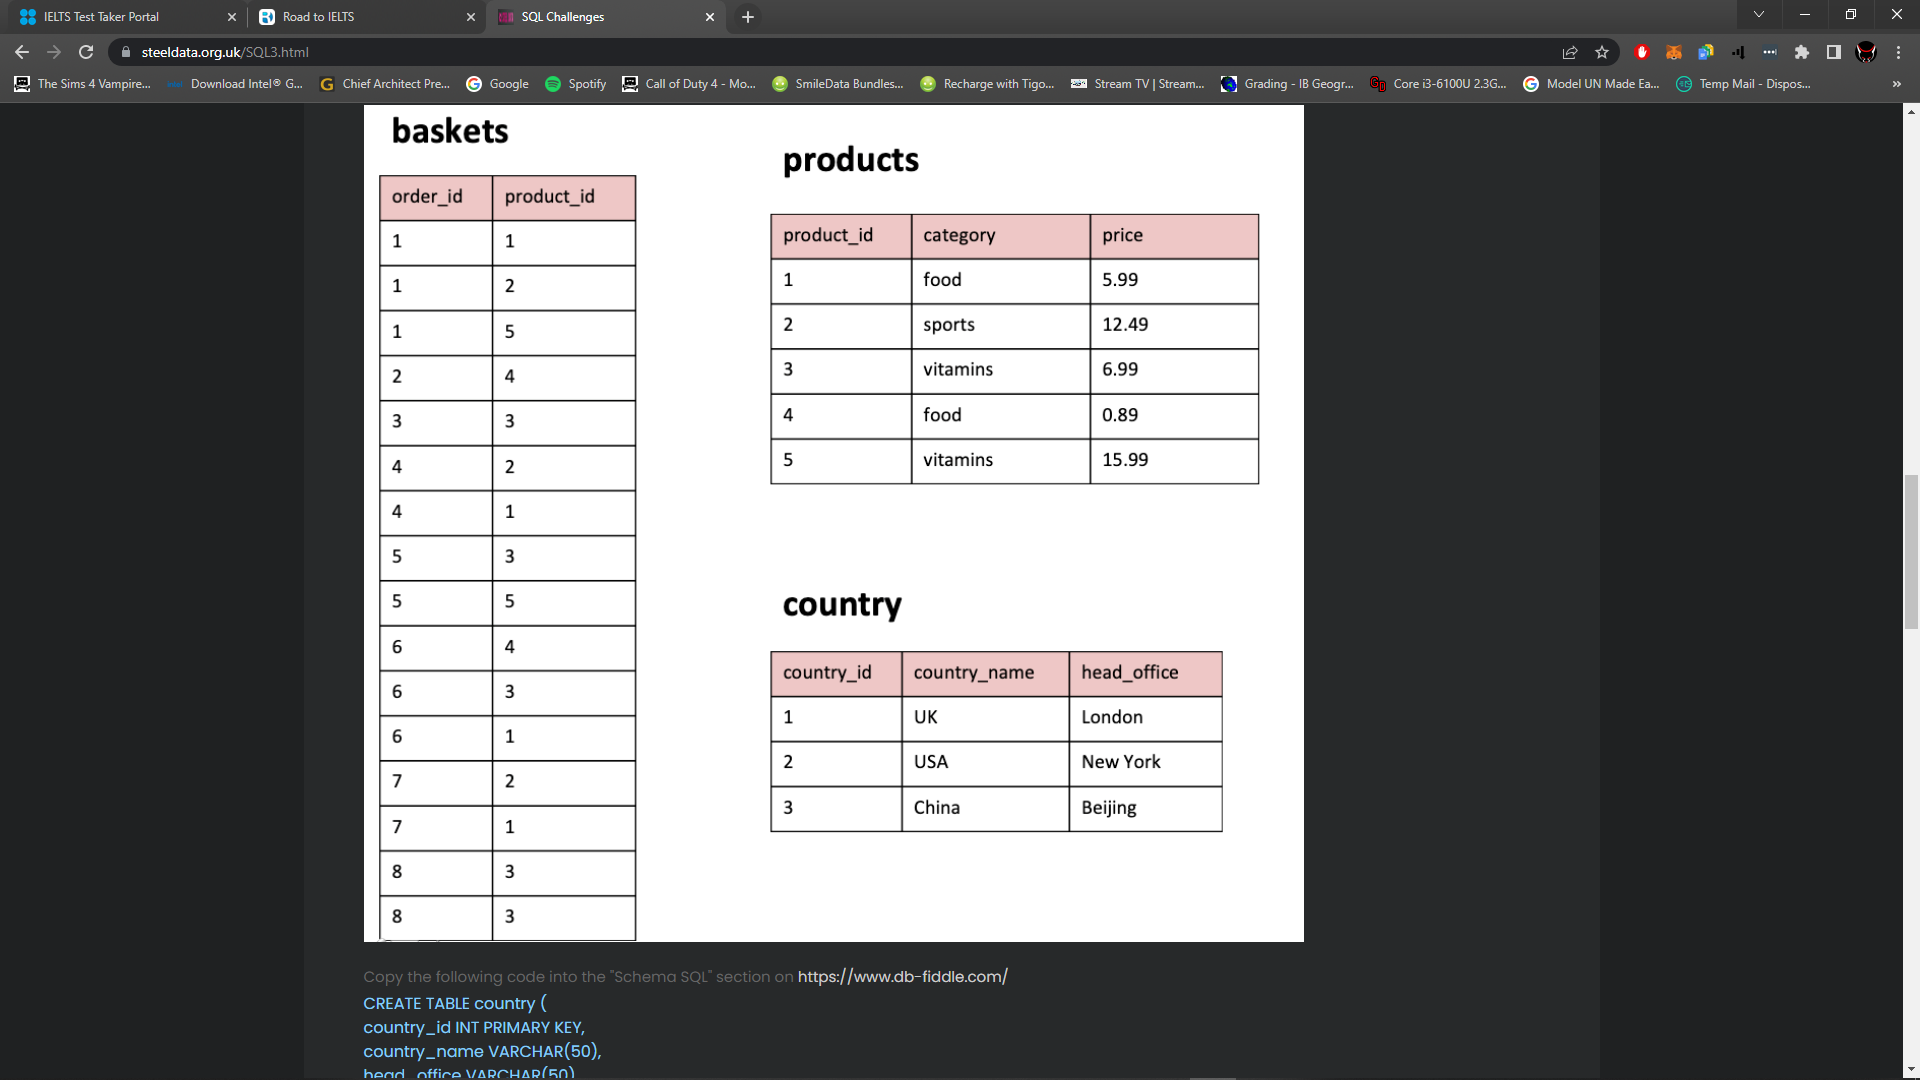 IELTS Test Taker Portal
Road to IELTS
SQL Challenges
steeldata.org.uk/SQL3.html
The Sims 4 Vampire...
Download Intel® G...
Chief Architect Pre...
Google
Spotify
Call of Duty 4 - Mo...
SmileData Bundles...
Recharge with Tigo...
Stream TV | Stream...
Grading - IB Geogr...
Core i3-6100U 2.3G...
Model UN Made Ea...
Temp Mail - Dispos...
baskets
order_id product_id
1 1
1 2
1 5
2 4
3 3
4 2
4 1
5 3
5 5
6 4
6 3
6 1
7 2
7 1
8 3
8 3
products
product_id category price
1 food 5.99
2 sports 12.49
3 vitamins 6.99
4 food 0.89
5 vitamins 15.99
country
country_id country_name head_office
1 UK London
2 USA New York
3 China Beijing
Copy the following code into the "Schema SQL" section on https://www.db-fiddle.com/
CREATE TABLE country (
country_id INT PRIMARY KEY,
country_name VARCHAR(50),
head_office VARCHAR(50)